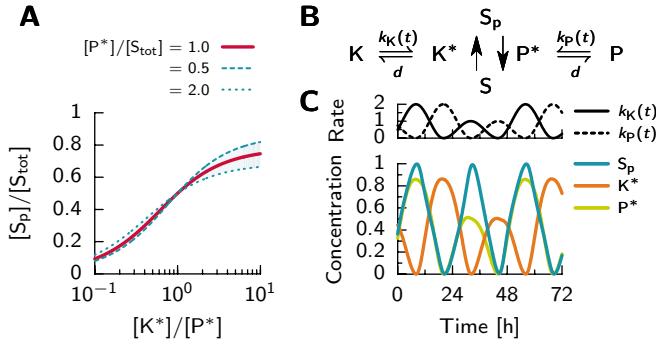 A
[P*]/[S_tot] = 1.0
= 0.5
= 2.0
[S_p]/[S_tot]
1
0.8
0.6
0.4
0.2
0
10^−1
10^0
10^1
[K*]/[P*]
B
S_p
k_K(t)
k_P(t)
K
K*
P*
P
d
d
S
C
Rate
2
1
0
k_K(t)
k_P(t)
Concentration
1
0.8
0.6
0.4
0.2
0
S_p
K*
P*
0
24
48
72
Time [h]